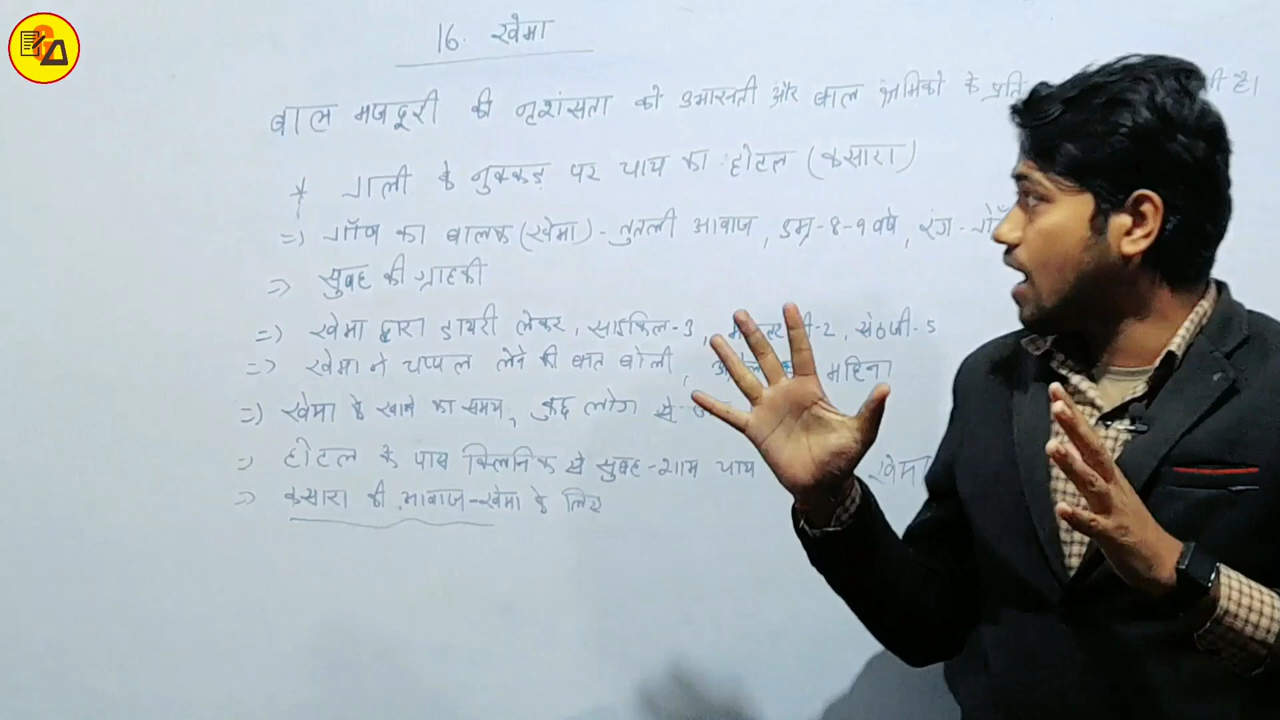 16. खेमा
बाल मजदूरी की नृशंसता को उभारती और बाल श्रमिकों के प्रति है।
* गली के नुक्कड़ पर चाय का होटल (कसारा)
=> गाँव का बालक (खेमा) - तुतली आवाज, उम्र-8-9 वर्ष, रंग-
=> सुबह की ग्राहकी
=> खेमा द्वारा डायरी लेकर, साइकिल-3, -2, सेठजी-5
=> खेमा ने चप्पल लेने की बात बोली, महिना
=> खेमा के खाने का समय, कुछ लोग से
=> होटल के पास क्लिनिक से सुबह-शाम चाय खेमा
=> कसारा की आवाज-खेमा के लिए